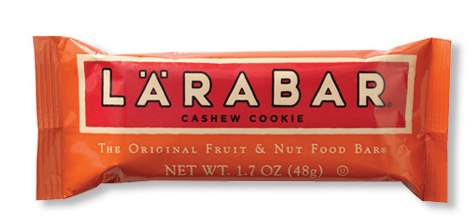 LÄRABAR®
CASHEW COOKIE
THE ORIGINAL FRUIT & NUT FOOD BAR®
NET WT. 1.7 OZ (48g) Ⓤ